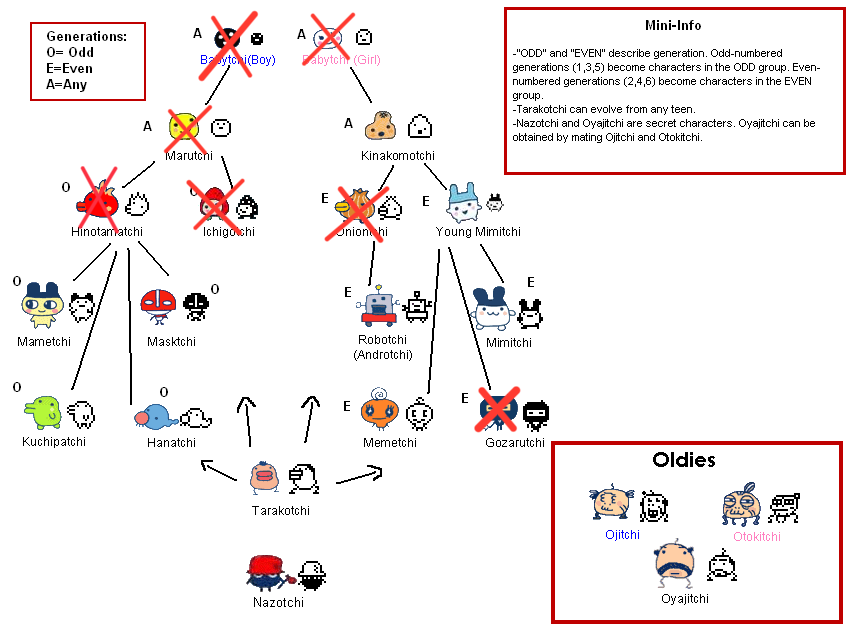 Generations:
O= Odd
E=Even
A=Any
A
Babytchi(Boy)
A
Babytchi (Girl)
Mini-Info
-"ODD" and "EVEN" describe generation. Odd-numbered
generations (1,3,5) become characters in the ODD group. Even-
numbered generations (2,4,6) become characters in the EVEN
group.
-Tarakotchi can evolve from any teen.
-Nazotchi and Oyajitchi are secret characters. Oyajitchi can be
obtained by mating Ojitchi and Otokitchi.
A
Marutchi
A
Kinakomotchi
O
Hinotamatchi
O
Ichigotchi
E
Oniontchi
E
Young Mimitchi
O
Mametchi
O
Masktchi
E
Robotchi
(Androtchi)
E
Mimitchi
O
Kuchipatchi
O
Hanatchi
E
Memetchi
E
Gozarutchi
Tarakotchi
Nazotchi
Oldies
Ojitchi
Otokitchi
Oyajitchi